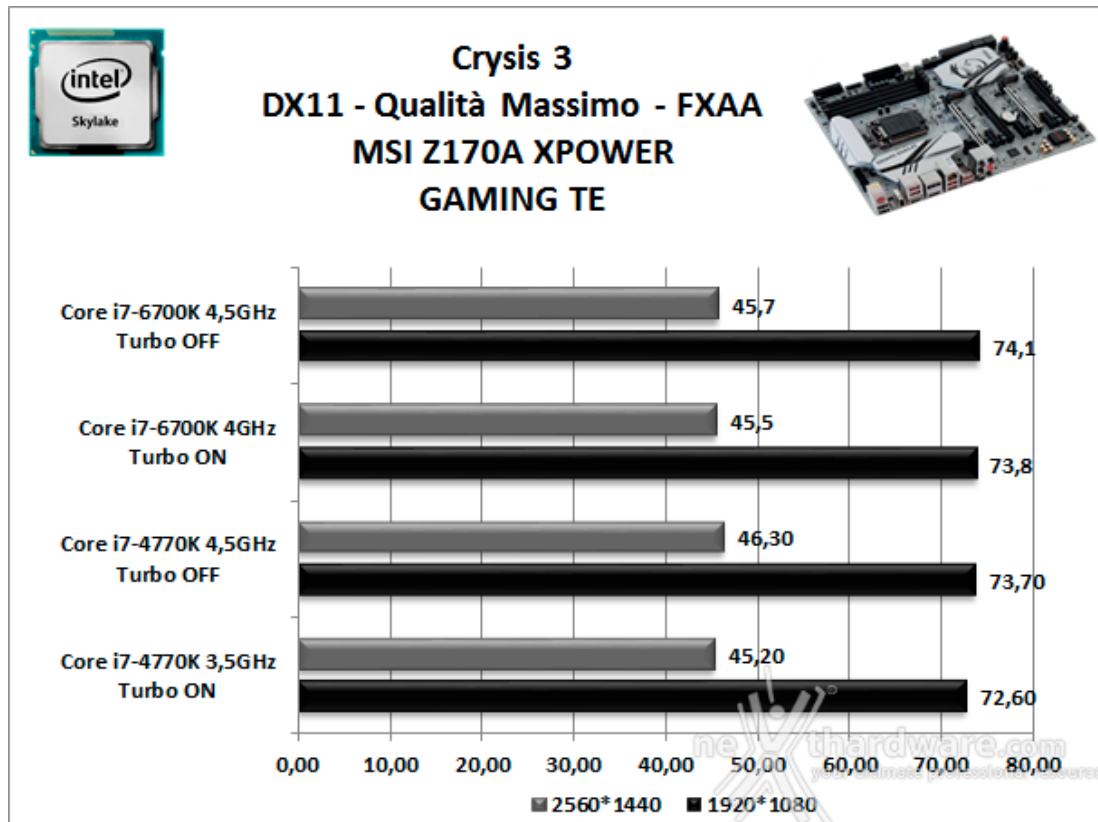 intel
Skylake
Crysis 3
DX11 - Qualità Massimo - FXAA
MSI Z170A XPOWER
GAMING TE
Core i7-6700K 4,5GHz
Turbo OFF
45,7
74,1
Core i7-6700K 4GHz
Turbo ON
45,5
73,8
Core i7-4770K 4,5GHz
Turbo OFF
46,30
73,70
Core i7-4770K 3,5GHz
Turbo ON
45,20
72,60
0,00 10,00 20,00 30,00 40,00 50,00 60,00 70,00 80,00
2560*1440 1920*1080
nexthardware.com
your ultimate professional resource